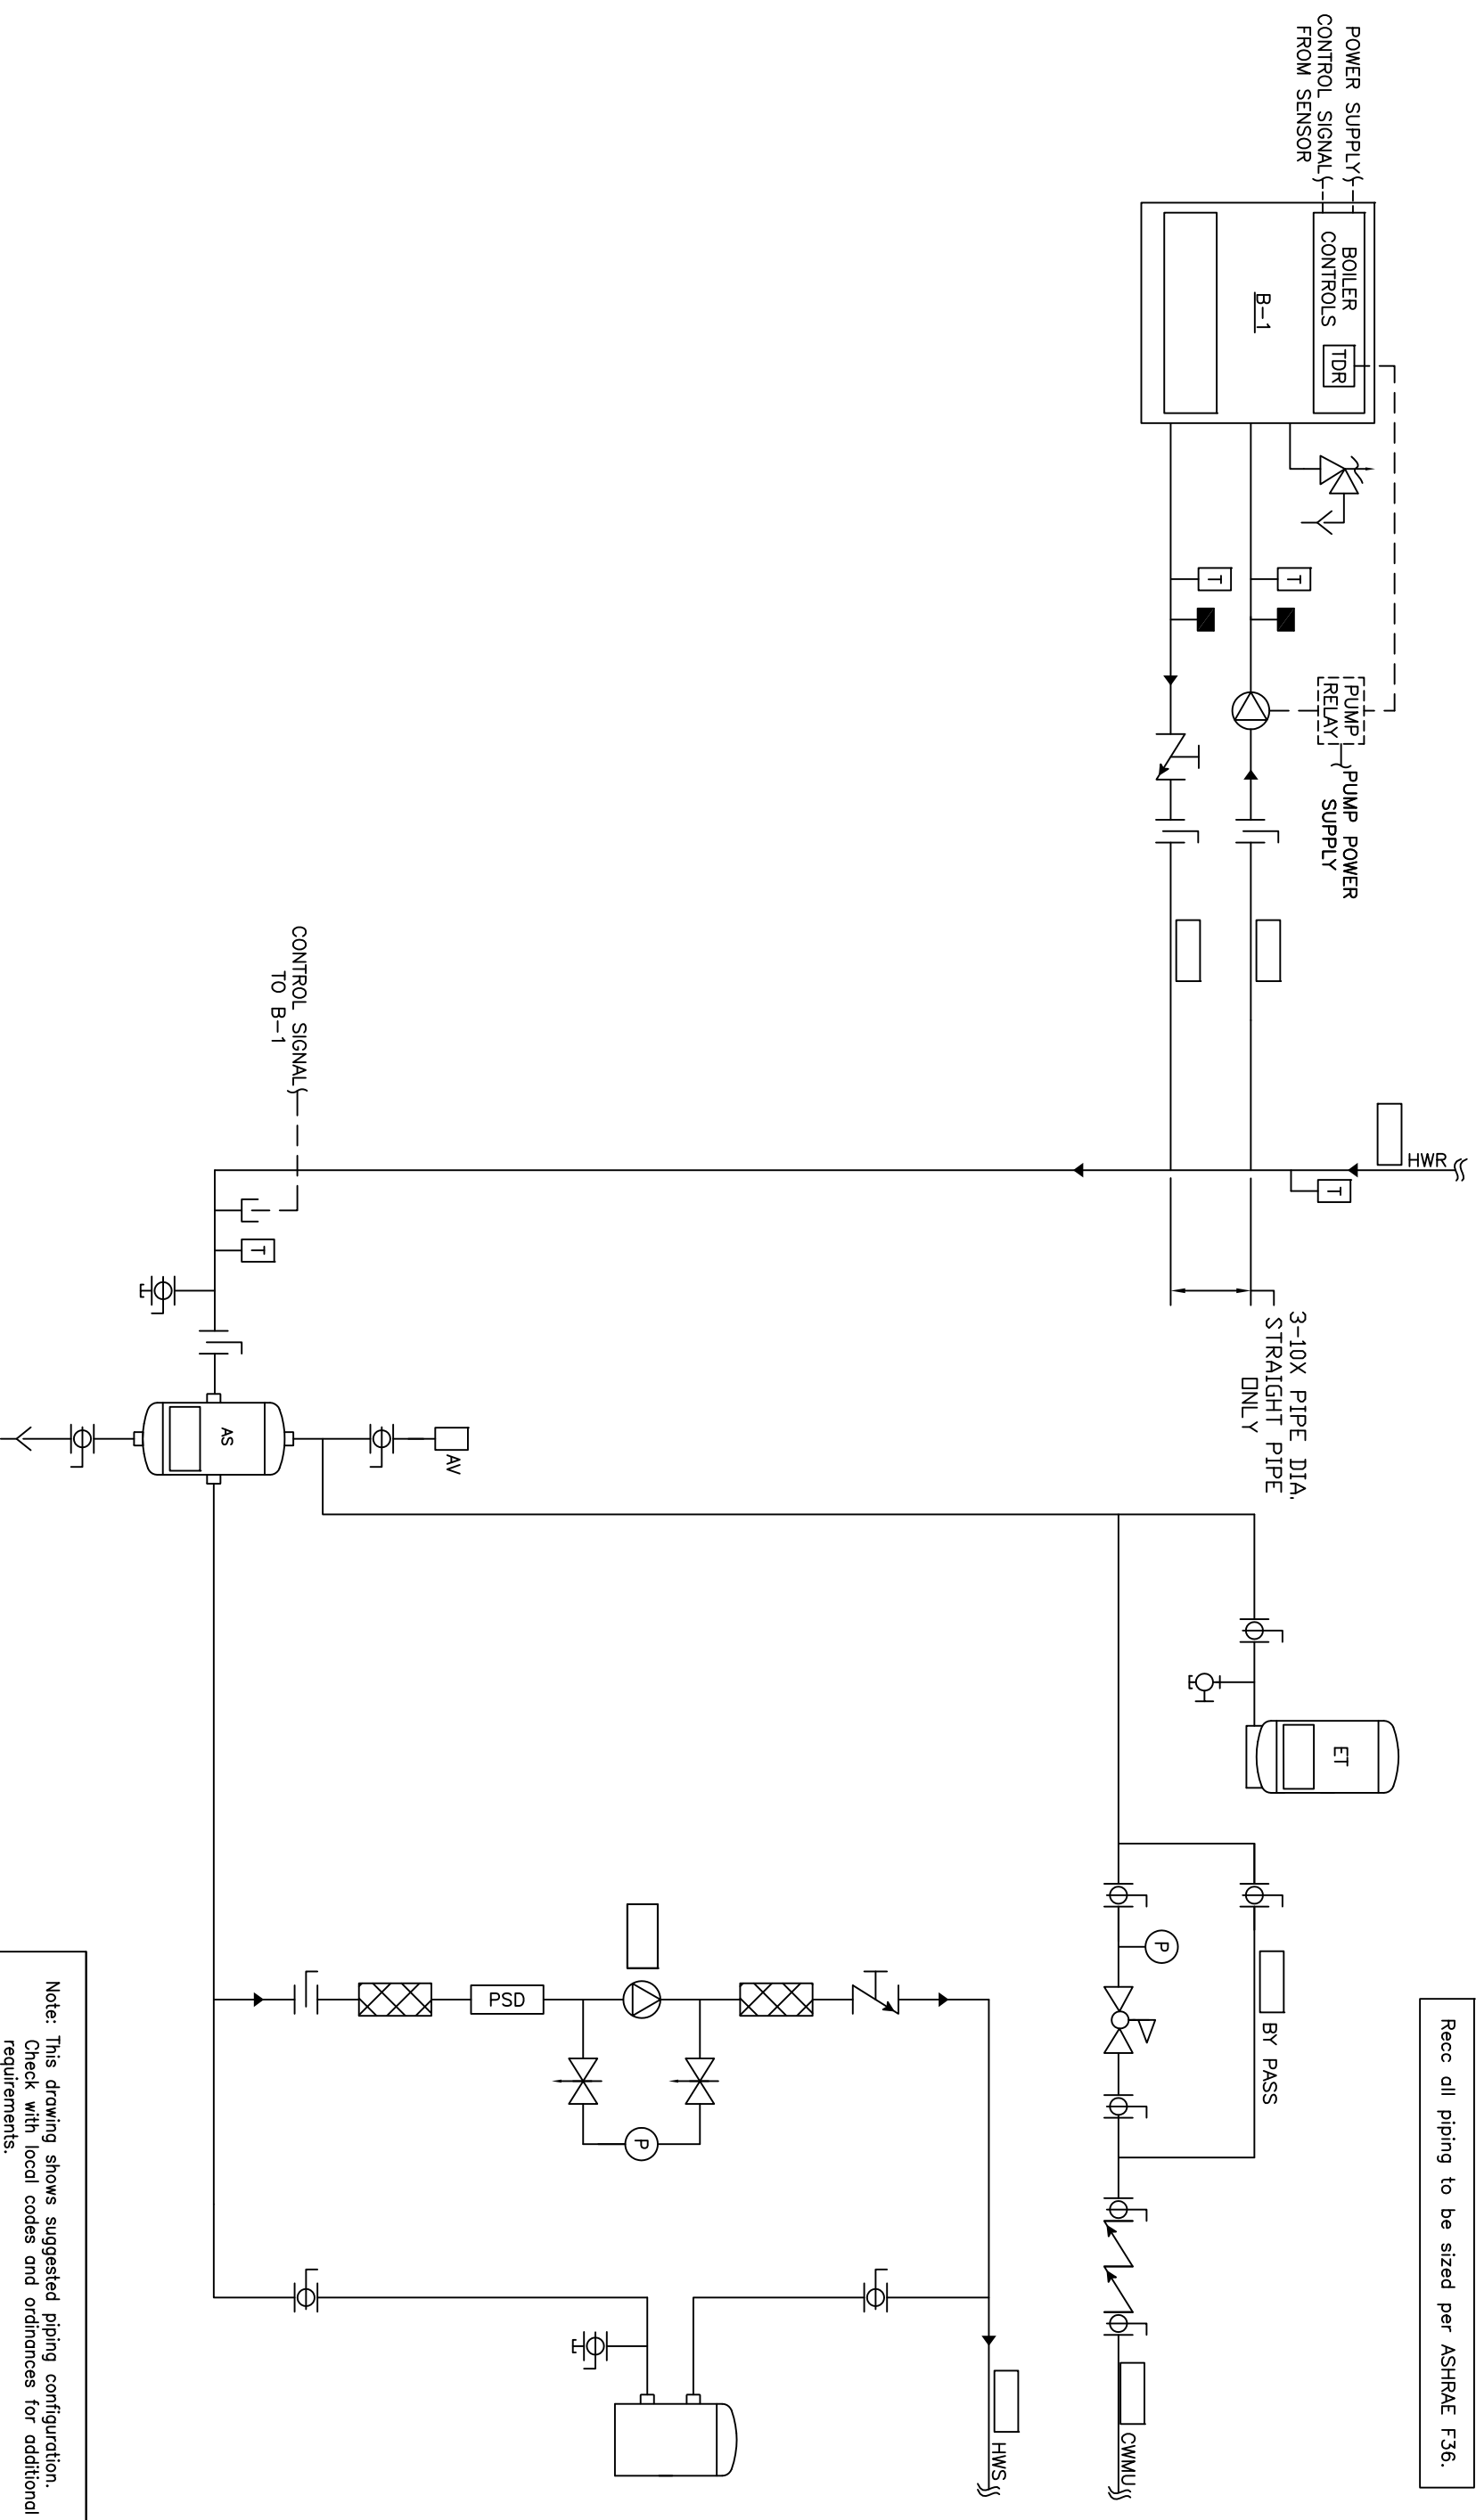 POWER SUPPLY
CONTROL SIGNAL
FROM SENSOR
BOILER
CONTROLS
TDR
B-1
T
T
PUMP
RELAY
PUMP POWER
SUPPLY
HWR
T
3-10X PIPE DIA.
STRAIGHT PIPE
ONLY
CONTROL SIGNAL
TO B-1
T
AS
AV
ET
P
BY PASS
CWMU
PSD
P
HWS
Recc all piping to be sized per ASHRAE F36.
Note: This drawing shows suggested piping configuration.
Check with local codes and ordinances for additional
requirements.